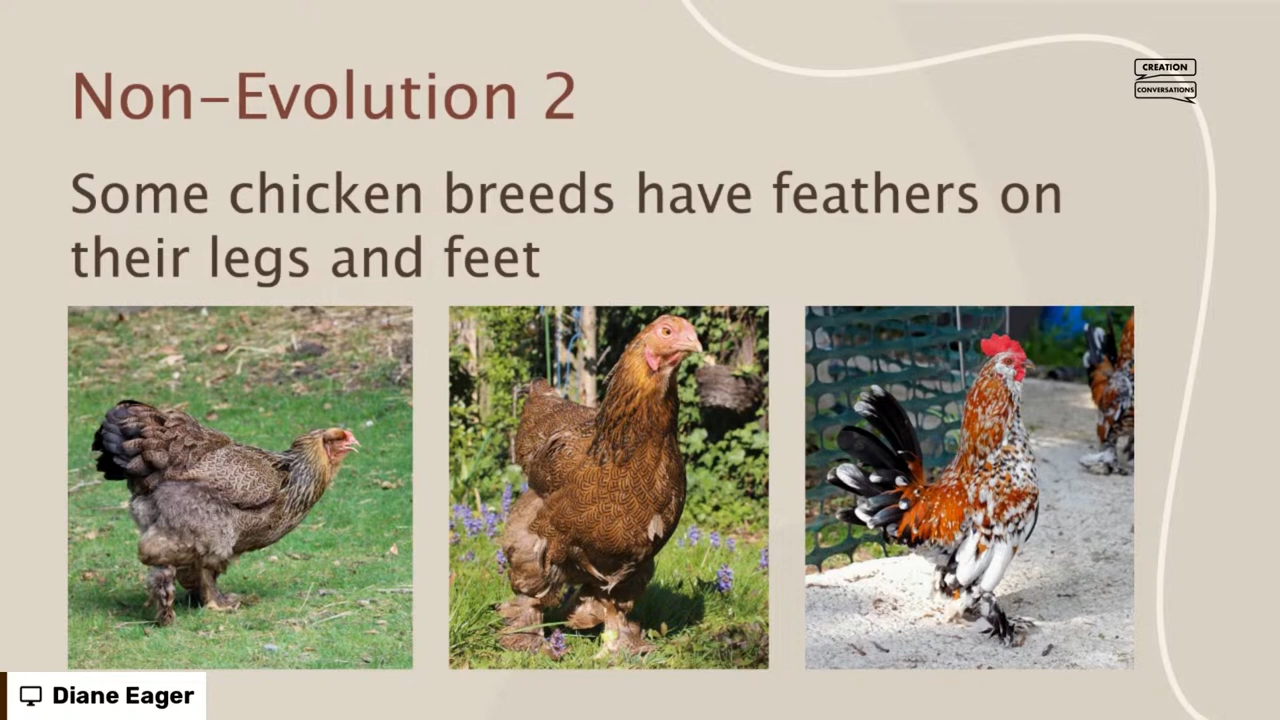 CREATION
CONVERSATIONS
Non-Evolution 2
Some chicken breeds have feathers on
their legs and feet
Diane Eager